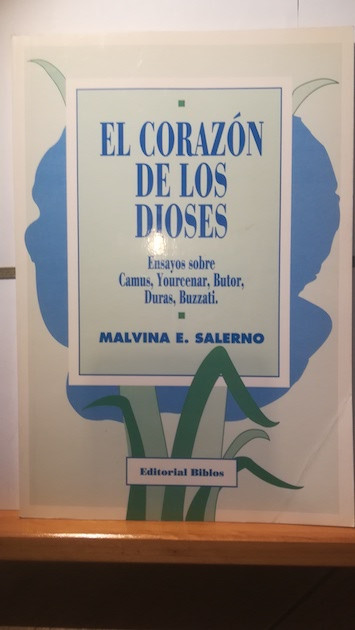 EL CORAZÓN
DE LOS
DIOSES
Ensayos sobre
Camus, Yourcenar, Butor,
Duras, Buzzati.
MALVINA E. SALERNO
Editorial Biblos